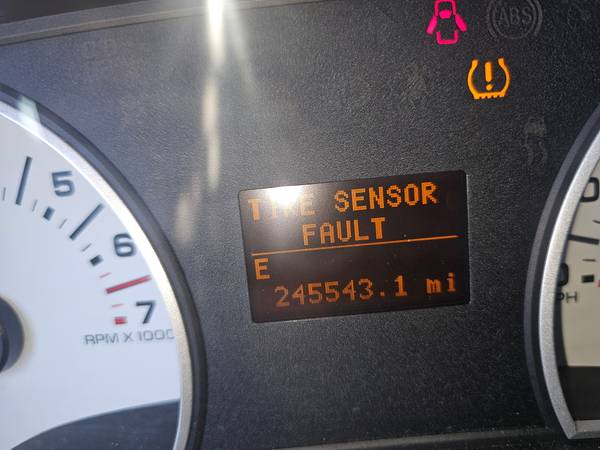 ABS
TIRE SENSOR
FAULT
E
245543.1 mi
5
6
7
RPM X 1000